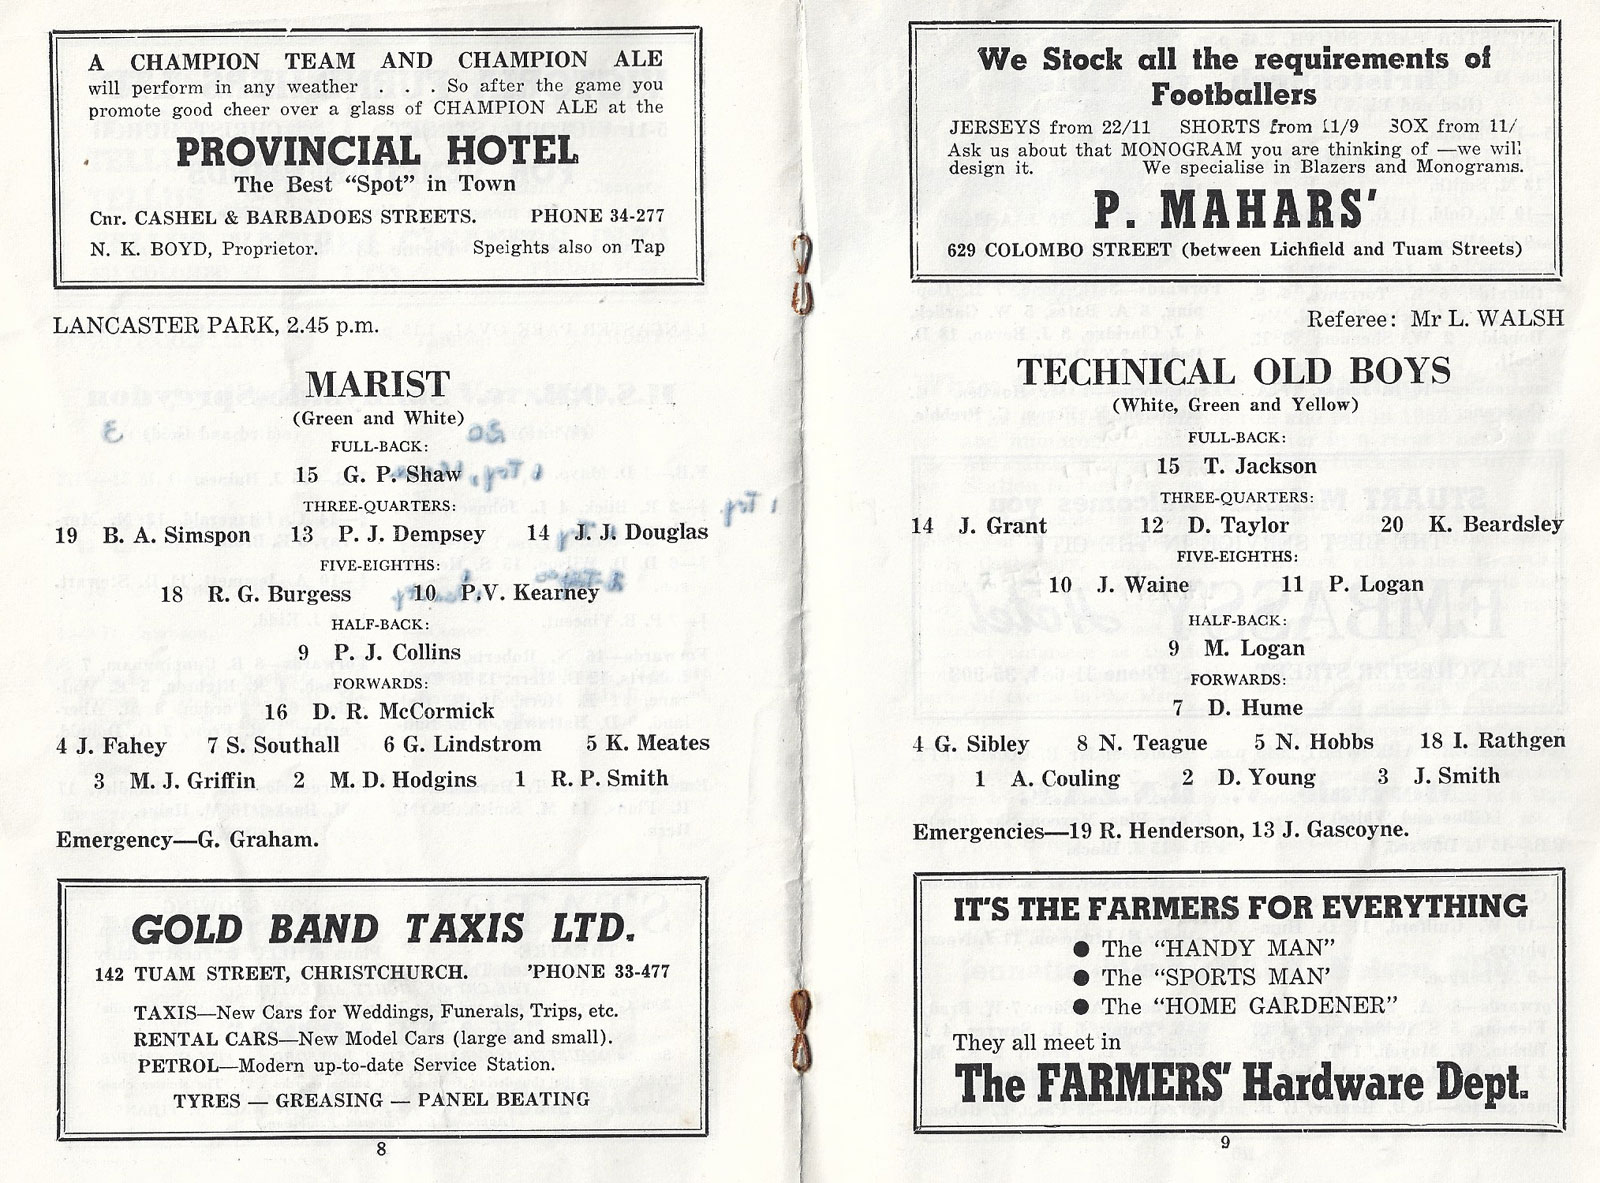 A CHAMPION TEAM AND CHAMPION ALE
will perform in any weather . . . So after the game you
promote good cheer over a glass of CHAMPION ALE at the
PROVINCIAL HOTEL
The Best “Spot” in Town
Cnr. CASHEL & BARBADOES STREETS. PHONE 34-277
N. K. BOYD, Proprietor. Speights also on Tap
LANCASTER PARK, 2.45 p.m.
MARIST
(Green and White)
FULL-BACK:
15 G. P. Shaw
THREE-QUARTERS:
19 B. A. Simspon 13 P. J. Dempsey 14 J. J. Douglas
FIVE-EIGHTHS:
18 R. G. Burgess 10 P.V. Kearney
HALF-BACK:
9 P. J. Collins
FORWARDS:
16 D. R. McCormick
4 J. Fahey 7 S. Southall 6 G. Lindstrom 5 K. Meates
3 M. J. Griffin 2 M. D. Hodgins 1 R. P. Smith
Emergency—G. Graham.
GOLD BAND TAXIS LTD.
142 TUAM STREET, CHRISTCHURCH. 'PHONE 33-477
TAXIS—New Cars for Weddings, Funerals, Trips, etc.
RENTAL CARS—New Model Cars (large and small).
PETROL—Modern up-to-date Service Station.
TYRES — GREASING — PANEL BEATING
8
We Stock all the requirements of
Footballers
JERSEYS from 22/11 SHORTS from 11/9 SOX from 11/
Ask us about that MONOGRAM you are thinking of —we will
design it. We specialise in Blazers and Monograms.
P. MAHARS'
629 COLOMBO STREET (between Lichfield and Tuam Streets)
Referee: Mr L. WALSH
TECHNICAL OLD BOYS
(White, Green and Yellow)
FULL-BACK:
15 T. Jackson
THREE-QUARTERS:
14 J. Grant 12 D. Taylor 20 K. Beardsley
FIVE-EIGHTHS:
10 J. Waine 11 P. Logan
HALF-BACK:
9 M. Logan
FORWARDS:
7 D. Hume
4 G. Sibley 8 N. Teague 5 N. Hobbs 18 I. Rathgen
1 A. Couling 2 D. Young 3 J. Smith
Emergencies—19 R. Henderson, 13 J. Gascoyne.
IT'S THE FARMERS FOR EVERYTHING
● The “HANDY MAN”
● The “SPORTS MAN'
● The “HOME GARDENER”
They all meet in
The FARMERS' Hardware Dept.
9